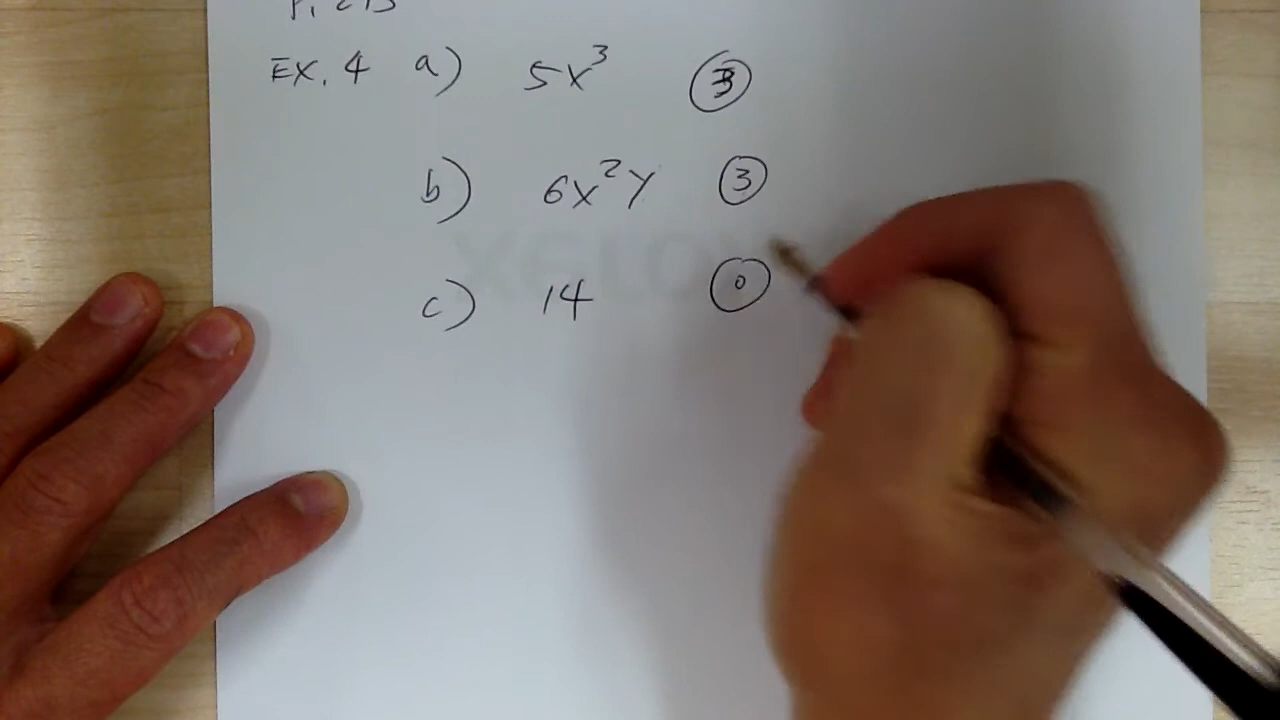 EX. 4 a) 5x³ ③
b) 6x²y ③
c) 14 ⓪